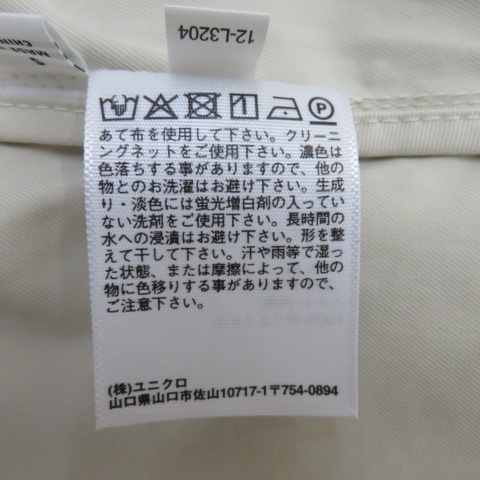 12-L3204
S
CHINA
あて布を使用して下さい。クリーニ
ングネットをご使用下さい。濃色は
色落ちする事がありますので、他の
物とのお洗濯はお避け下さい。生成
り・淡色には蛍光増白剤の入ってい
ない洗剤をご使用下さい。長時間の
水への浸漬はお避け下さい。形を整
えて干して下さい。汗や雨等で湿っ
た状態、または摩擦によって、他の
物に色移りする事がありますので、
ご注意下さい。
(株)ユニクロ
山口県山口市佐山10717-1〒754-0894